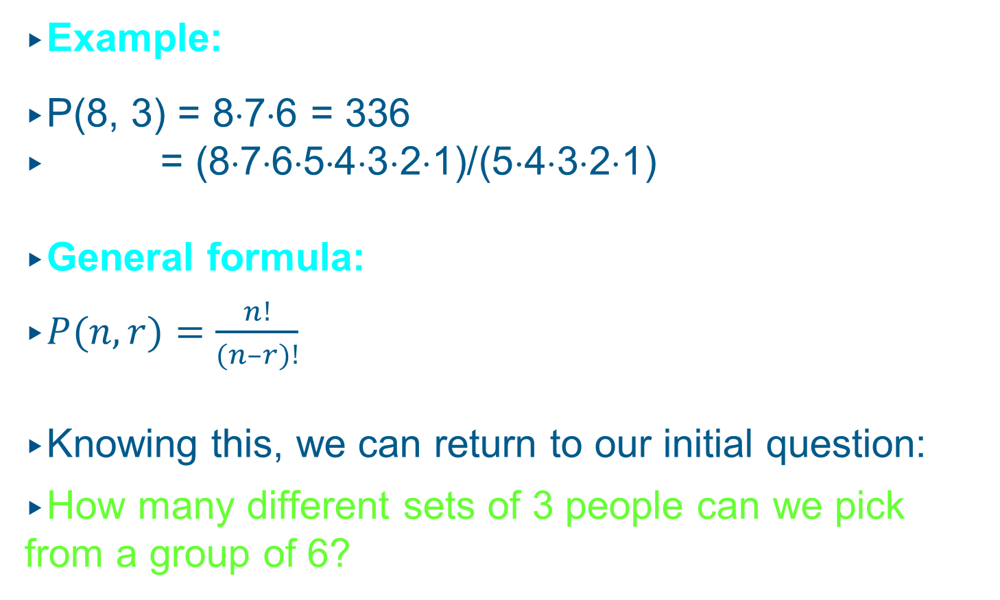 ▸Example:
▸P(8, 3) = 8·7·6 = 336
▸ = (8·7·6·5·4·3·2·1)/(5·4·3·2·1)
▸General formula:
▸P(n, r) = n!/(n–r)!
▸Knowing this, we can return to our initial question:
▸How many different sets of 3 people can we pick
from a group of 6?